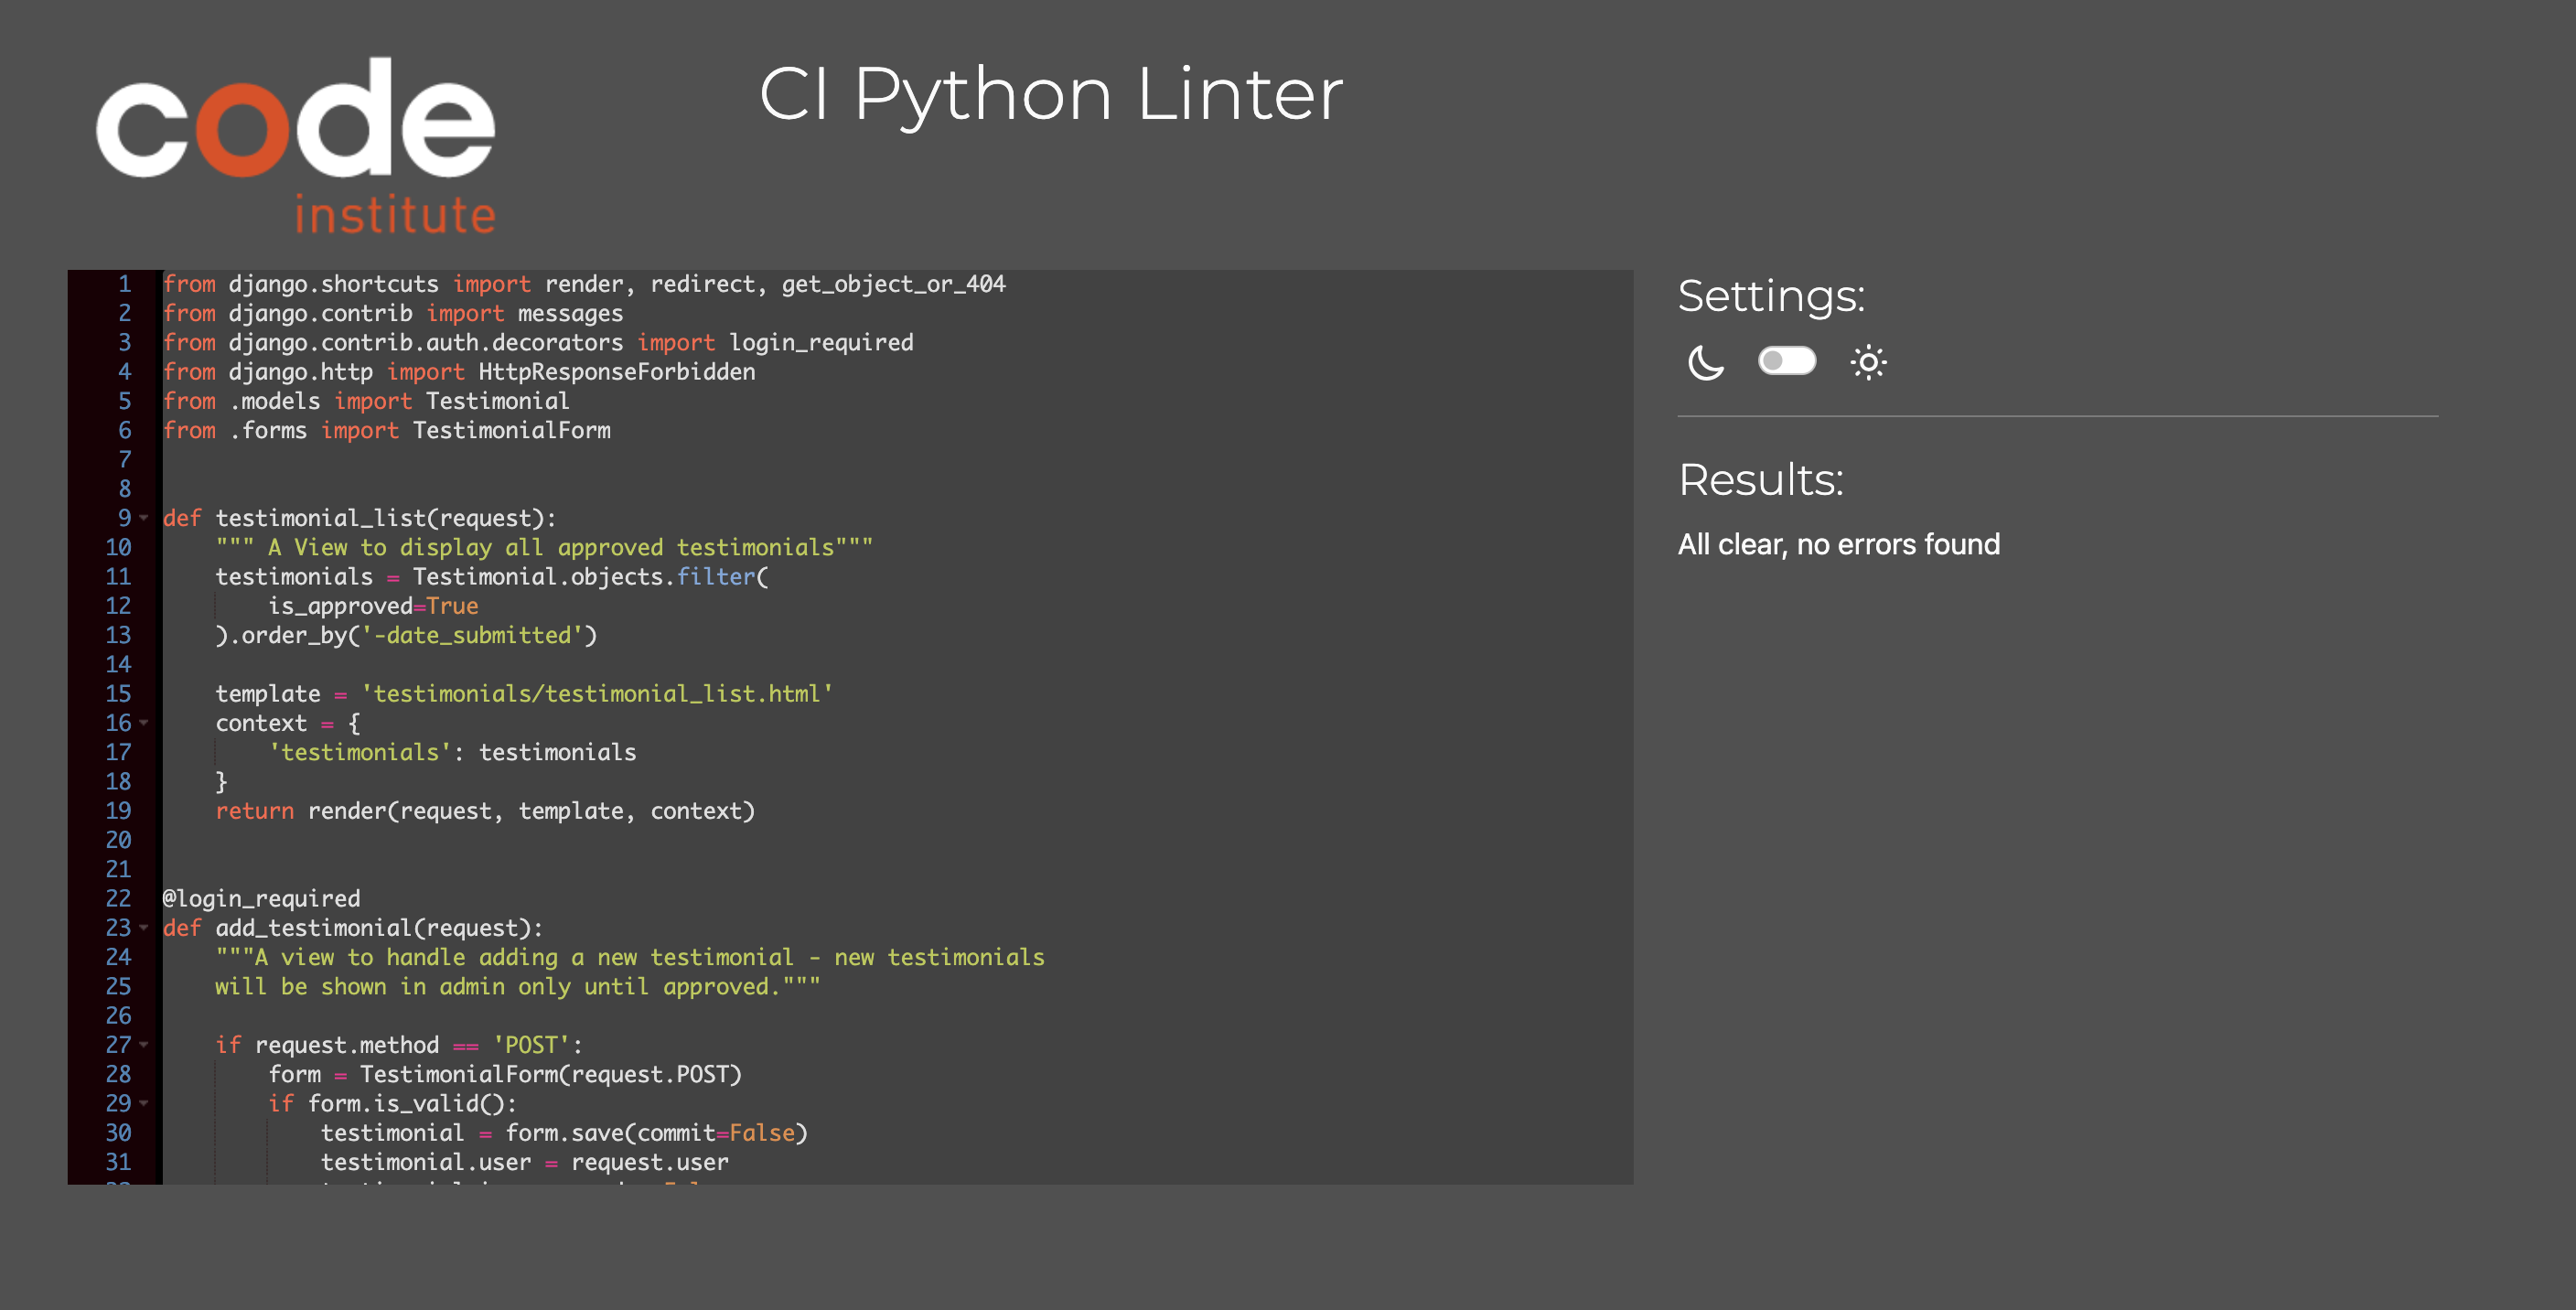 code
institute
CI Python Linter
1 from django.shortcuts import render, redirect, get_object_or_404
2 from django.contrib import messages
3 from django.contrib.auth.decorators import login_required
4 from django.http import HttpResponseForbidden
5 from .models import Testimonial
6 from .forms import TestimonialForm
7
8
9 def testimonial_list(request):
10     """ A View to display all approved testimonials"""
11     testimonials = Testimonial.objects.filter(
12         is_approved=True
13     ).order_by('-date_submitted')
14
15     template = 'testimonials/testimonial_list.html'
16     context = {
17         'testimonials': testimonials
18     }
19     return render(request, template, context)
20
21
22 @login_required
23 def add_testimonial(request):
24     """A view to handle adding a new testimonial - new testimonials
25     will be shown in admin only until approved."""
26
27     if request.method == 'POST':
28         form = TestimonialForm(request.POST)
29         if form.is_valid():
30             testimonial = form.save(commit=False)
31             testimonial.user = request.user
Settings:
Results:
All clear, no errors found